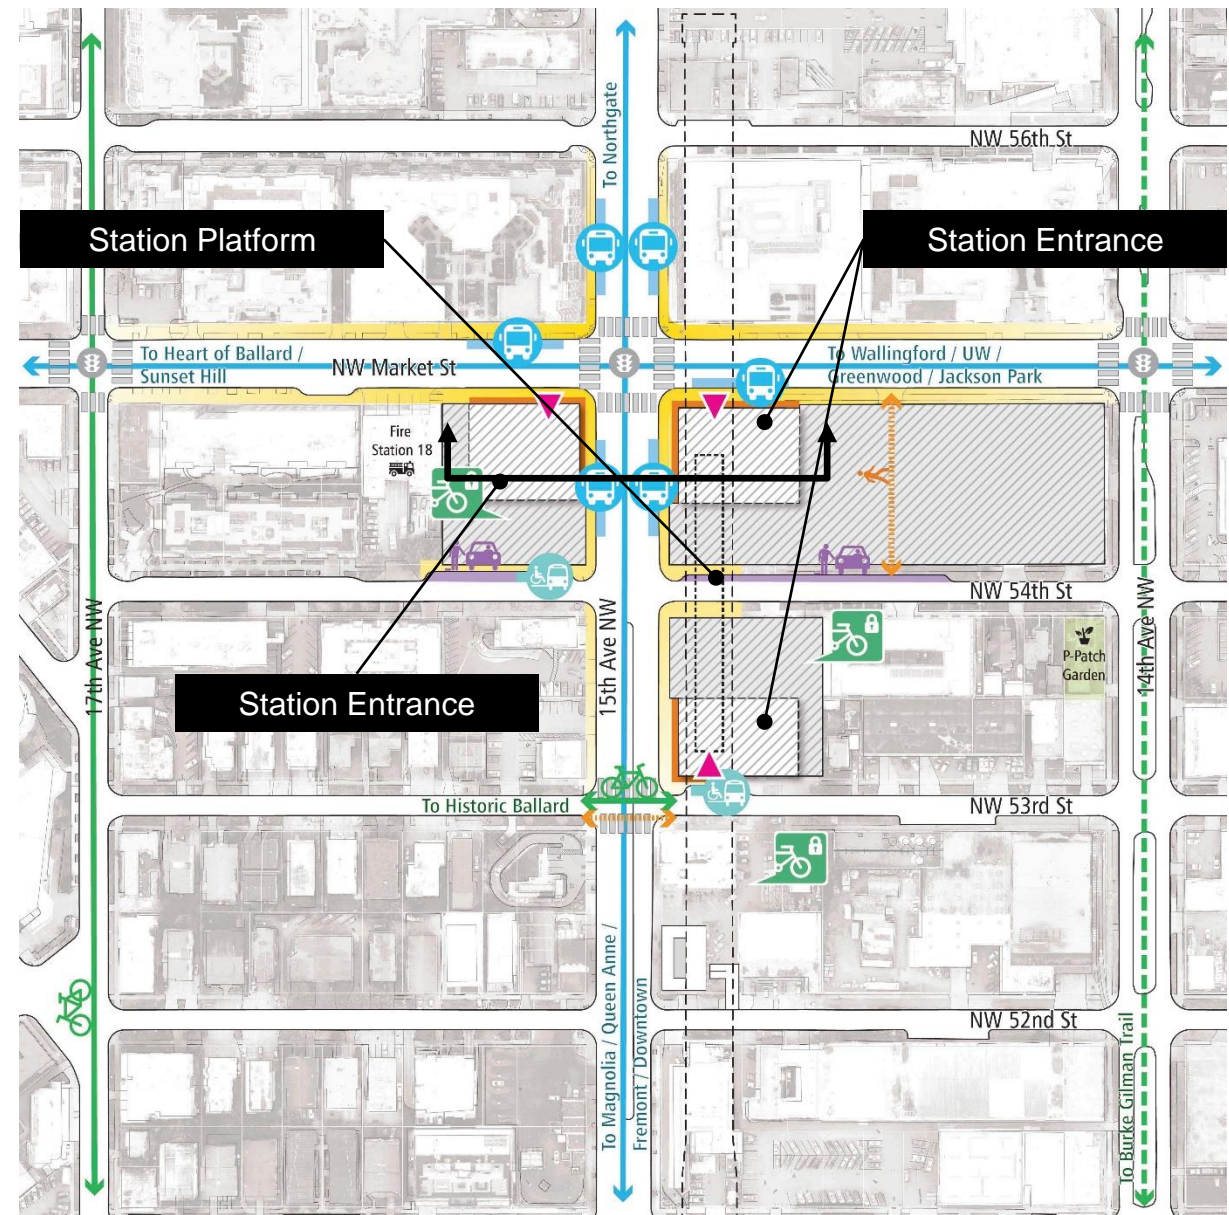 To Northgate
NW 56th St
Station Platform
Station Entrance
To Heart of Ballard /
Sunset Hill
NW Market St
To Wallingford / UW /
Greenwood / Jackson Park
Fire
Station 18
NW 54th St
17th Ave NW
15th Ave NW
14th Ave NW
P-Patch
Garden
Station Entrance
To Historic Ballard
NW 53rd St
To Magnolia / Queen Anne /
Fremont / Downtown
NW 52nd St
To Burke Gilman Trail